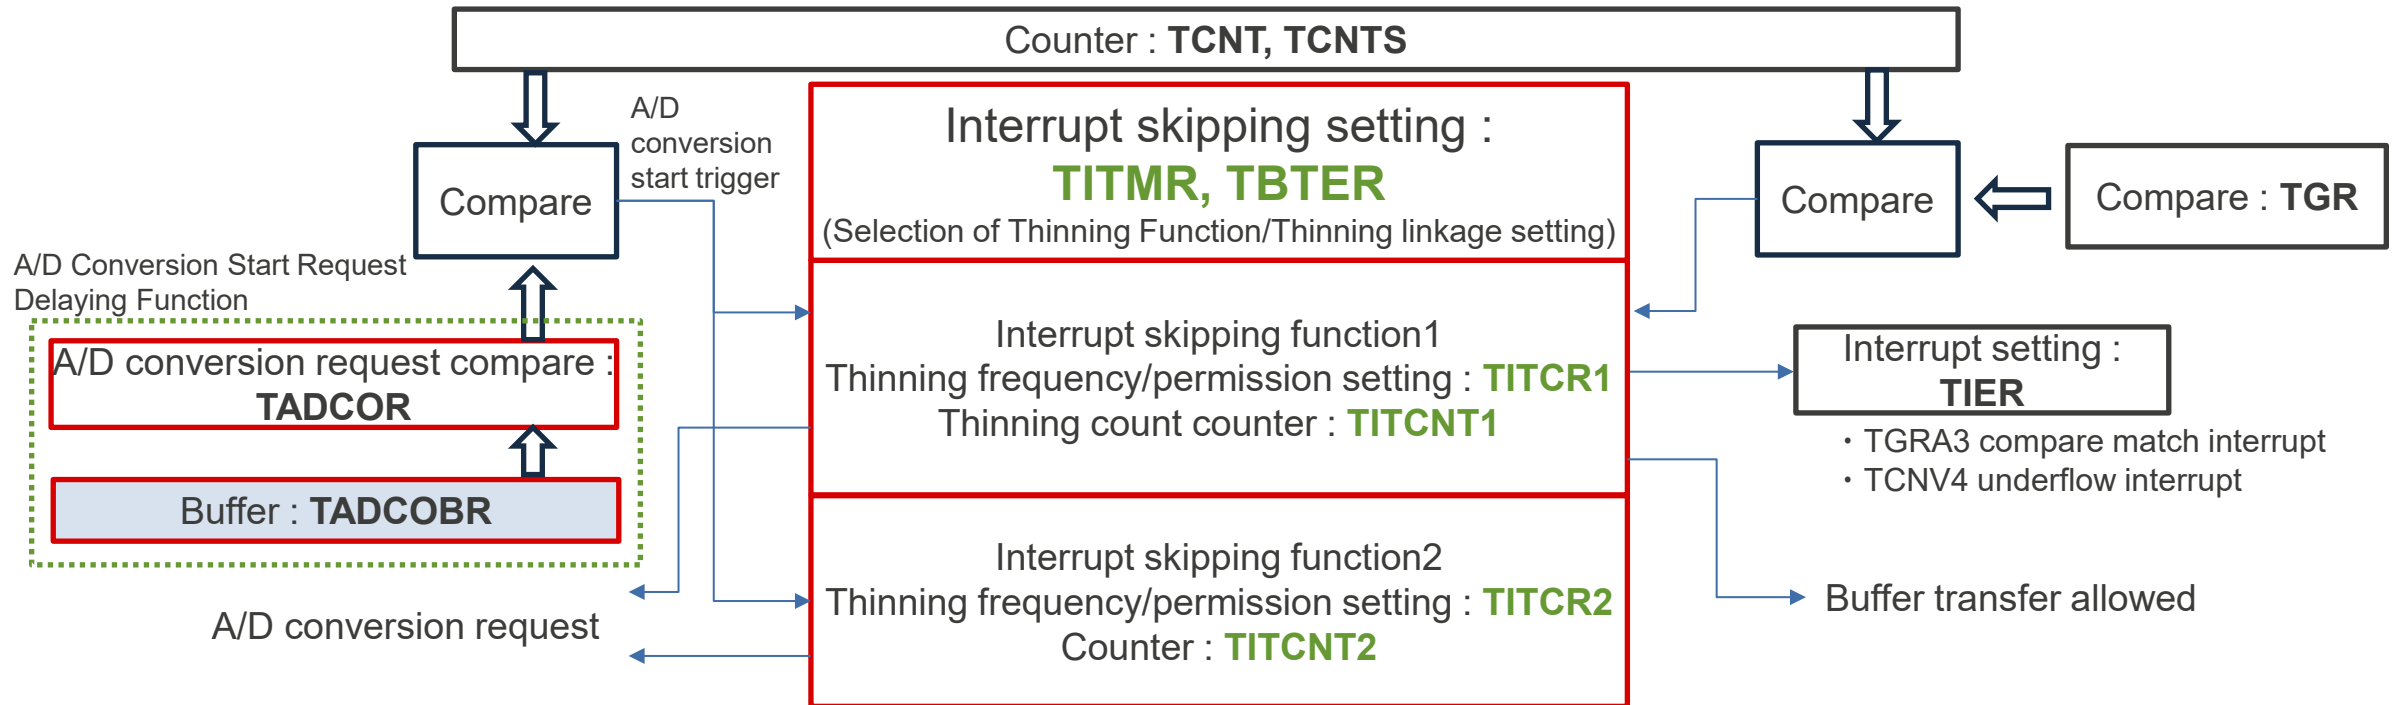 Counter : TCNT, TCNTS
A/D
conversion
start trigger
Compare
A/D Conversion Start Request
Delaying Function
A/D conversion request compare :
TADCOR
Buffer : TADCOBR
A/D conversion request
Interrupt skipping setting :
TITMR, TBTER
(Selection of Thinning Function/Thinning linkage setting)
Interrupt skipping function1
Thinning frequency/permission setting : TITCR1
Thinning count counter : TITCNT1
Interrupt skipping function2
Thinning frequency/permission setting : TITCR2
Counter : TITCNT2
Compare
Compare : TGR
Interrupt setting :
TIER
・TGRA3 compare match interrupt
・TCNV4 underflow interrupt
Buffer transfer allowed